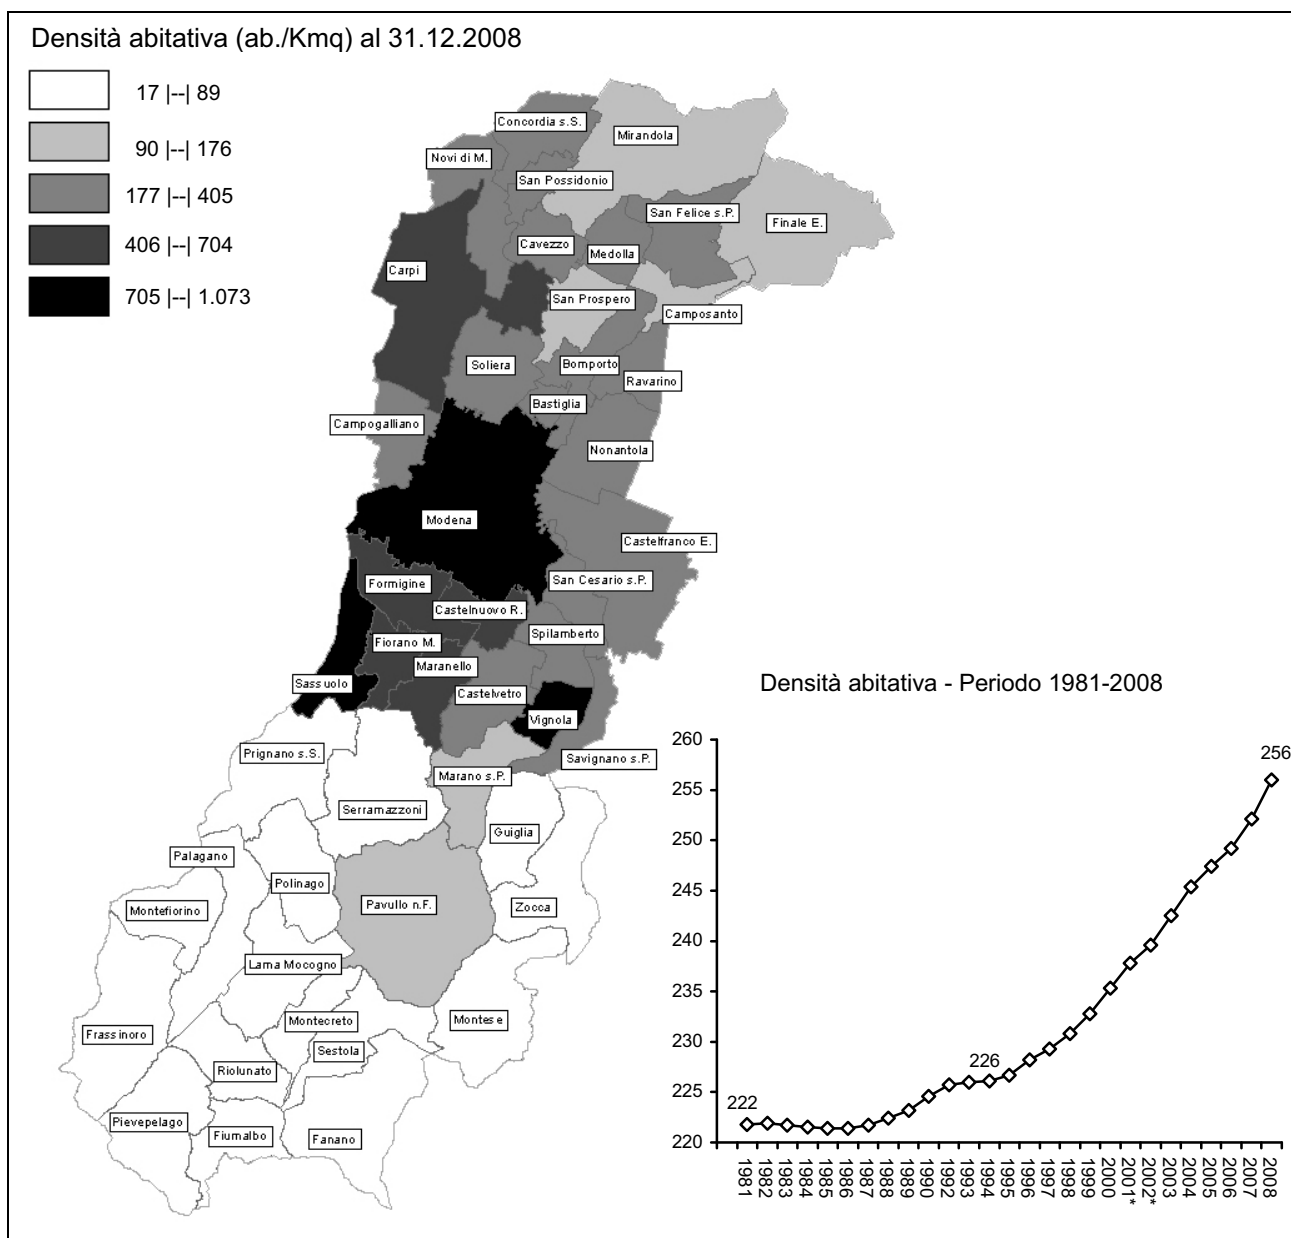 Densità abitativa (ab./Kmq) al 31.12.2008
17 |--| 89
90 |--| 176
177 |--| 405
406 |--| 704
705 |--| 1.073
Concordia s.S.
Mirandola
Novi di M.
San Possidonio
San Felice s.P.
Finale E.
Cavezzo
Medolla
Carpi
San Prospero
Camposanto
Soliera
Bomporto
Ravarino
Bastiglia
Campogalliano
Nonantola
Modena
Castelfranco E.
San Cesario s.P.
Formigine
Castelnuovo R.
Spilamberto
Fiorano M.
Maranello
Sassuolo
Castelvetro
Vignola
Savignano s.P.
Prignano s.S.
Marano s.P.
Serramazzoni
Guiglia
Palagano
Polinago
Pavullo n.F.
Zocca
Montefiorino
Lama Mocogno
Montecreto
Montese
Frassinoro
Sestola
Riolunato
Pievepelago
Fiumalbo
Fanano
Densità abitativa - Periodo 1981-2008
260
255
250
245
240
235
230
225
220
222
226
256
1981
1982
1983
1984
1985
1986
1987
1988
1989
1990
1991
1992
1993
1994
1995
1996
1997
1998
1999
2000
2001*
2002*
2003
2004
2005
2006
2007
2008